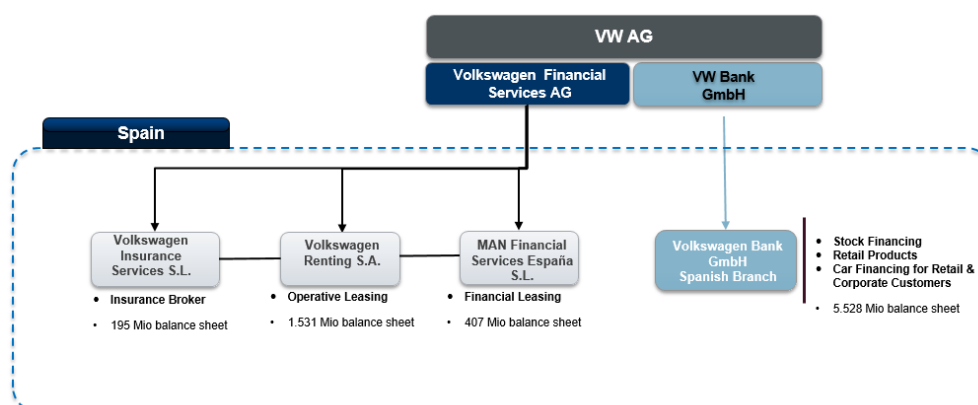 VW AG
Volkswagen Financial
Services AG
VW Bank
GmbH
Spain
Volkswagen
Insurance
Services S.L.
Volkswagen
Renting S.A.
MAN Financial
Services España
S.L.
Volkswagen Bank
GmbH
Spanish Branch
• Insurance Broker
• 195 Mio balance sheet
• Operative Leasing
• 1.531 Mio balance sheet
• Financial Leasing
• 407 Mio balance sheet
• Stock Financing
• Retail Products
• Car Financing for Retail &
Corporate Customers
• 5.528 Mio balance sheet